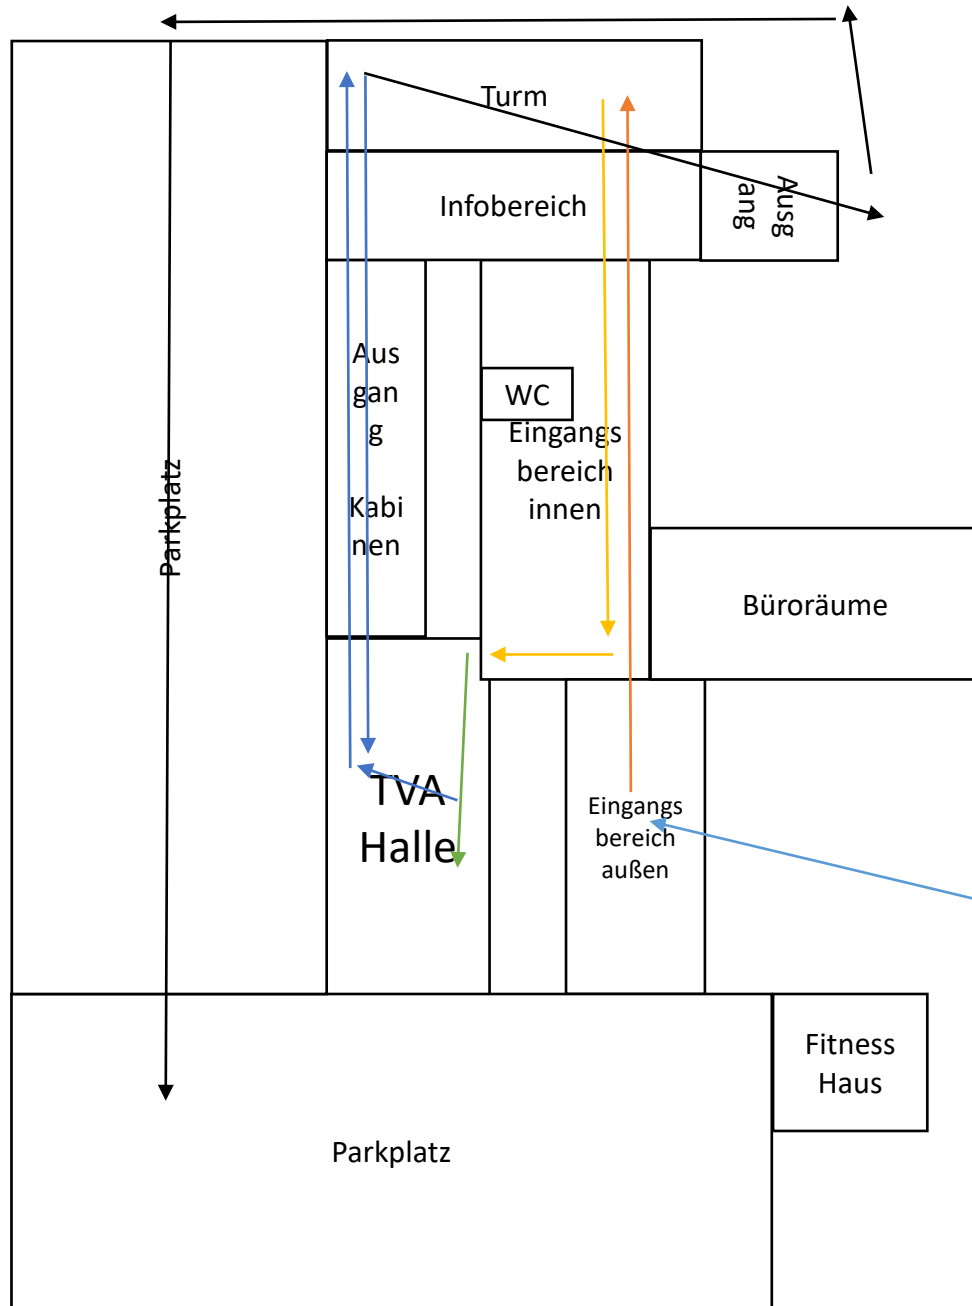 Turm
Infobereich
Ausg
ang
Aus
gan
g
Kabi
nen
WC
Eingangs
bereich
innen
Parkplatz
Büroräume
TVA
Halle
Eingangs
bereich
außen
Fitness
Haus
Parkplatz